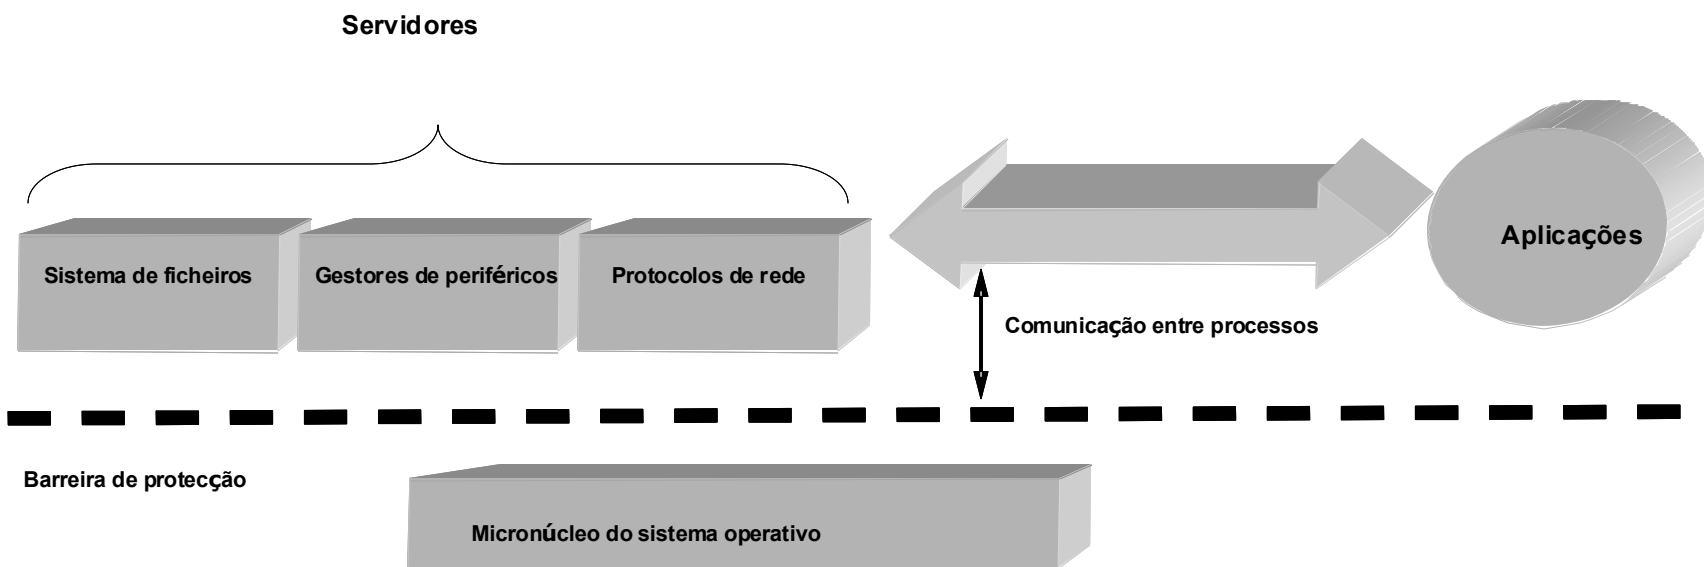 Servidores
Sistema de ficheiros
Gestores de periféricos
Protocolos de rede
Aplicações
Comunicação entre processos
Barreira de protecção
Micronúcleo do sistema operativo